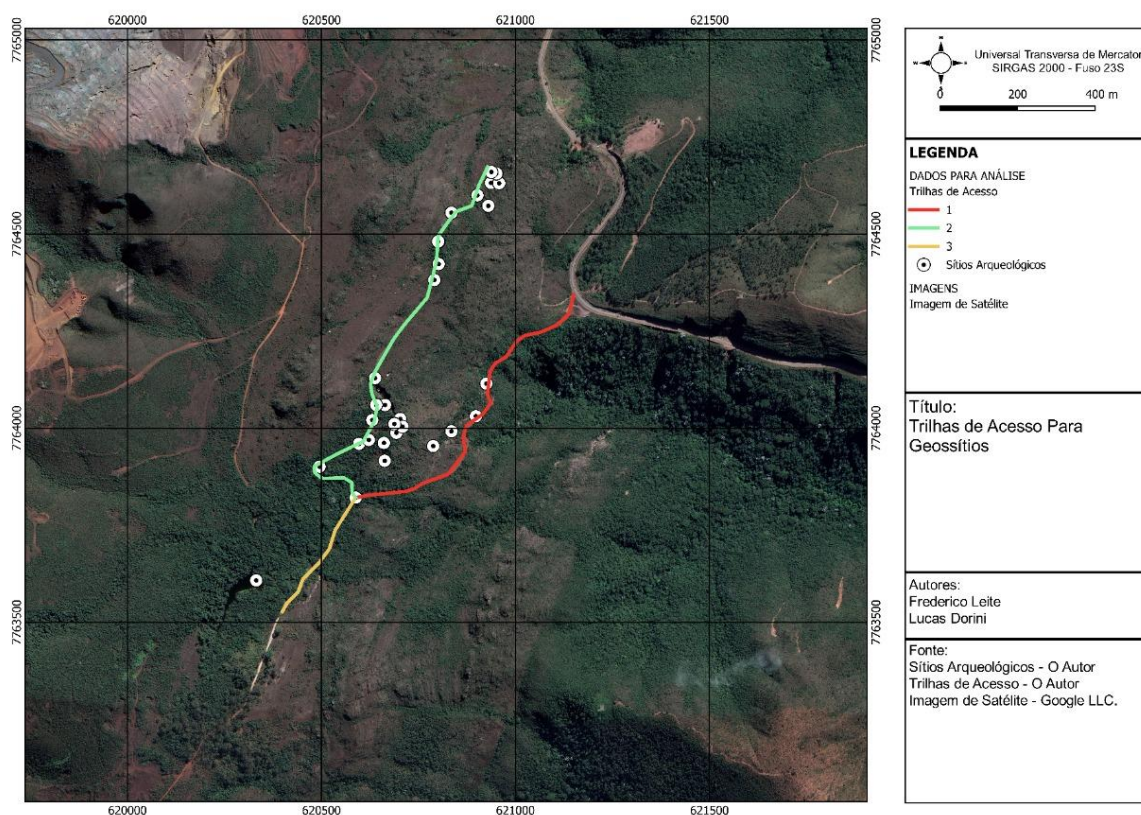 620000 620500 621000 621500
7765000 7765000
7764500 7764500
7764000 7764000
7763500 7763500
620000 620500 621000 621500
N
W E
S
Universal Transversa de Mercator
SIRGAS 2000 - Fuso 23S
0 200 400 m
LEGENDA
DADOS PARA ANÁLISE
Trilhas de Acesso
1
2
3
Sítios Arqueológicos
IMAGENS
Imagem de Satélite
Título:
Trilhas de Acesso Para
Geossítios
Autores:
Frederico Leite
Lucas Dorini
Fonte:
Sítios Arqueológicos - O Autor
Trilhas de Acesso - O Autor
Imagem de Satélite - Google LLC.